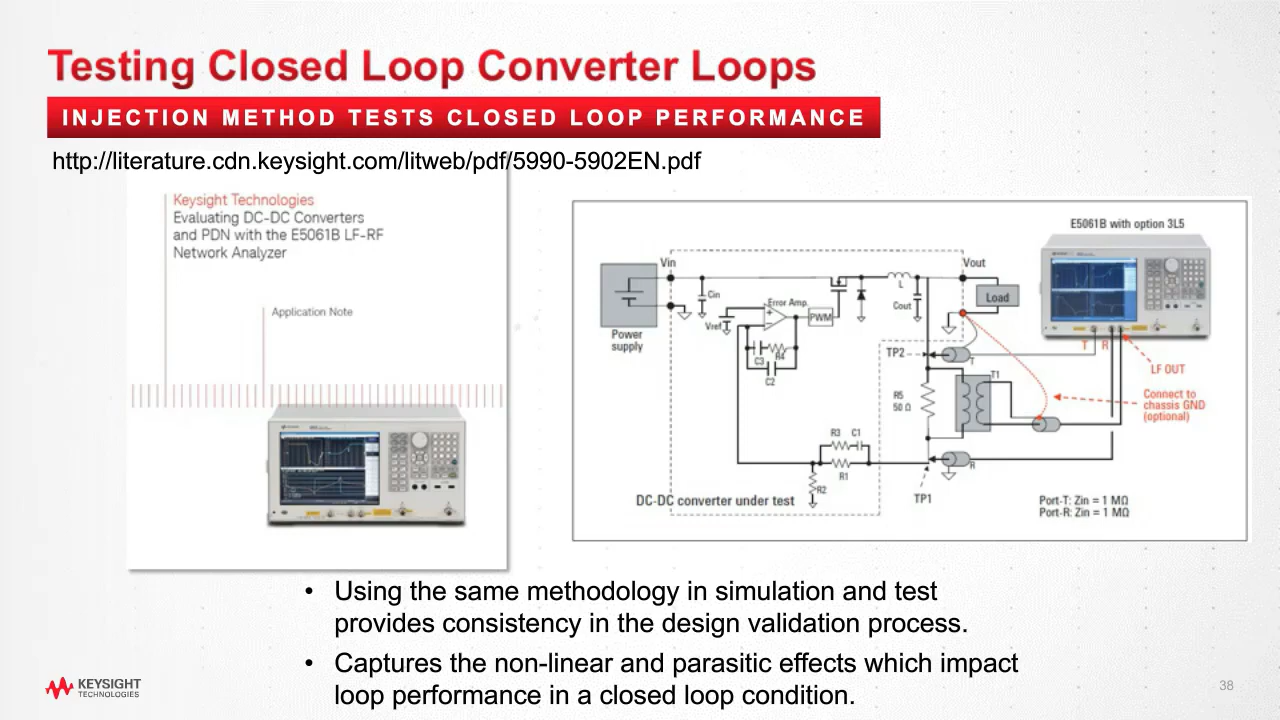 Testing Closed Loop Converter Loops
INJECTION METHOD TESTS CLOSED LOOP PERFORMANCE
http://literature.cdn.keysight.com/litweb/pdf/5990-5902EN.pdf
Keysight Technologies
Evaluating DC-DC Converters
and PDN with the E5061B LF-RF
Network Analyzer
Application Note
E5061B with option 3L5
Vin
Vout
Cin
Error Amp.
L
Cout
Load
Vref
PWM
Power
supply
C3
R4
C2
TP2
T
T
R
T1
LF OUT
R5
50 Ω
Connect to
chassis GND
(optional)
R3
C1
R1
R2
R
TP1
DC-DC converter under test
Port-T: Zin = 1 MΩ
Port-R: Zin = 1 MΩ
• Using the same methodology in simulation and test
provides consistency in the design validation process.
• Captures the non-linear and parasitic effects which impact
loop performance in a closed loop condition.
KEYSIGHT
TECHNOLOGIES
38